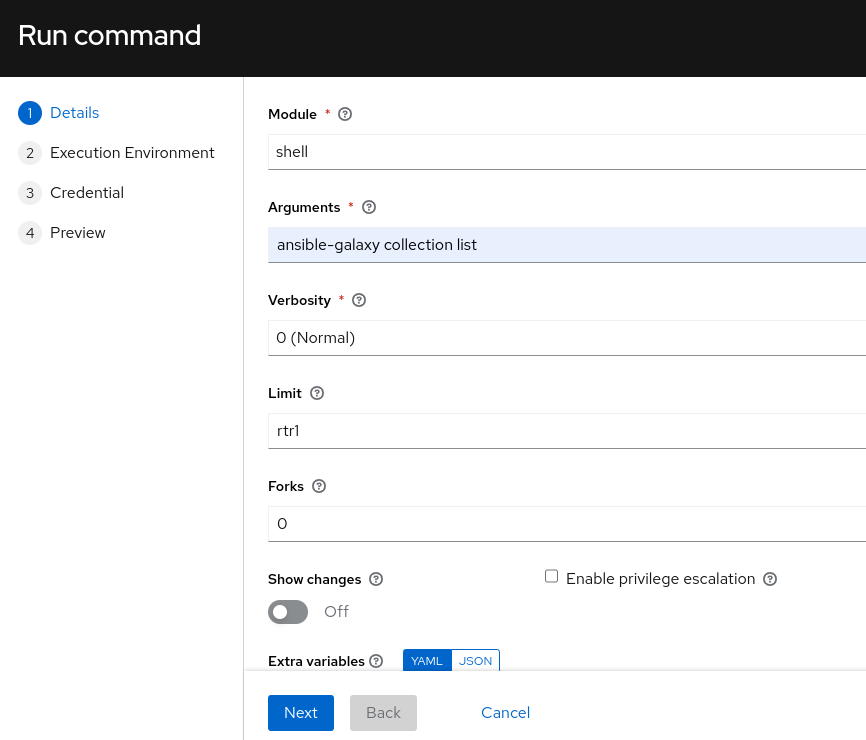 Run command
1 Details
2 Execution Environment
3 Credential
4 Preview
Module *
shell
Arguments *
ansible-galaxy collection list
Verbosity *
0 (Normal)
Limit
rtr1
Forks
0
Show changes
Enable privilege escalation
Off
Extra variables YAML JSON
Next Back Cancel